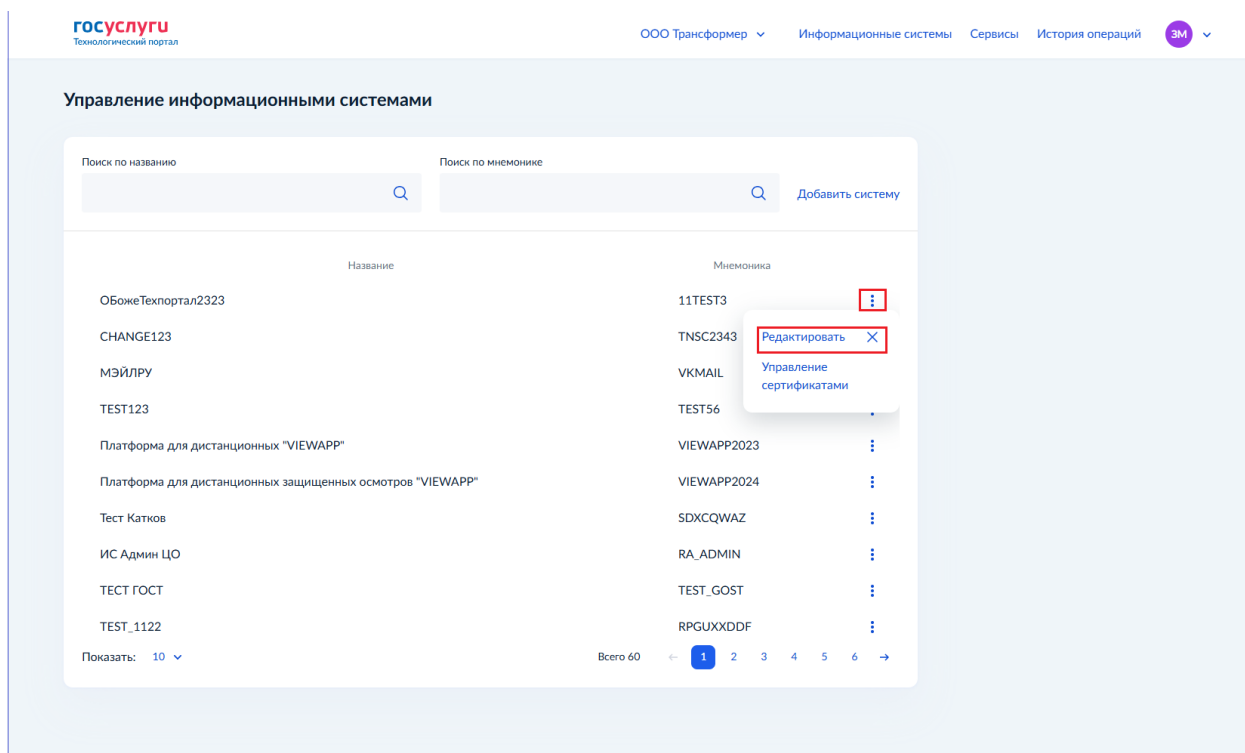 госуслуги
Технологический портал
ООО Трансформер
Информационные системы
Сервисы
История операций
ЗМ
Управление информационными системами
Поиск по названию
Поиск по мнемонике
Добавить систему
Название
Мнемоника
ОБожеТехпортал2323
11TEST3
CHANGE123
TNSC2343
Редактировать
МЭЙЛРУ
VKMAIL
Управление
сертификатами
TEST123
TEST56
Платформа для дистанционных "VIEWAPP"
VIEWAPP2023
Платформа для дистанционных защищенных осмотров "VIEWAPP"
VIEWAPP2024
Тест Катков
SDXCQWAZ
ИС Админ ЦО
RA_ADMIN
ТЕСТ ГОСТ
TEST_GOST
TEST_1122
RPGUXXDDF
Показать: 10
Всего 60
1 2 3 4 5 6